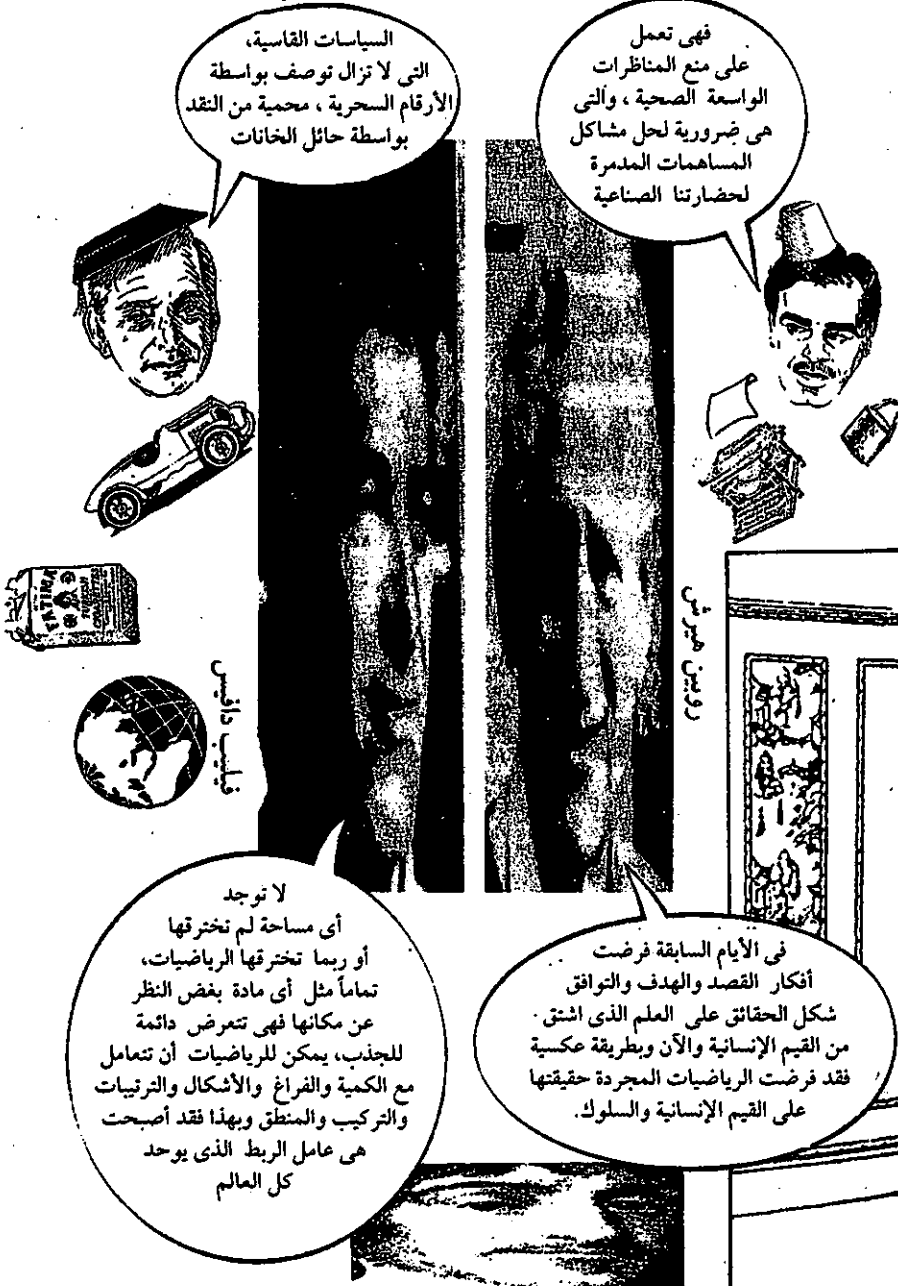 فهى تعمل
على منع المناظرات
الواسعة الصحية ، والتى
هى ضرورية لحل مشاكل
المساهمات المدمرة
لحضارتنا الصناعية
السياسات القاسية،
التى لا تزال توصف بواسطة
الأرقام السحرية ، محمية من النقد
بواسطة حائل الخانات
روبين هيرش
فيليب دافيس
FATIMA
TURKISH
CIGARETTES
فى الأيام السابقة فرضت
أفكار القصد والهدف والتوافق
شكل الحقائق على العلم الذى اشتق
من القيم الإنسانية والآن وبطريقة عكسية
فقد فرضت الرياضيات المجردة حقيقتها
على القيم الإنسانية والسلوك.
لا توجد
أى مساحة لم تخترقها
أو ربما تخترقها الرياضيات،
تماماً مثل أى مادة بغض النظر
عن مكانها فهى تتعرض دائمة
للجذب، يمكن للرياضيات أن تتعامل
مع الكمية والفراغ والأشكال والترتيبات
والتركيب والمنطق وبهذا فقد أصبحت
هى عامل الربط الذى يوحد
كل العالم